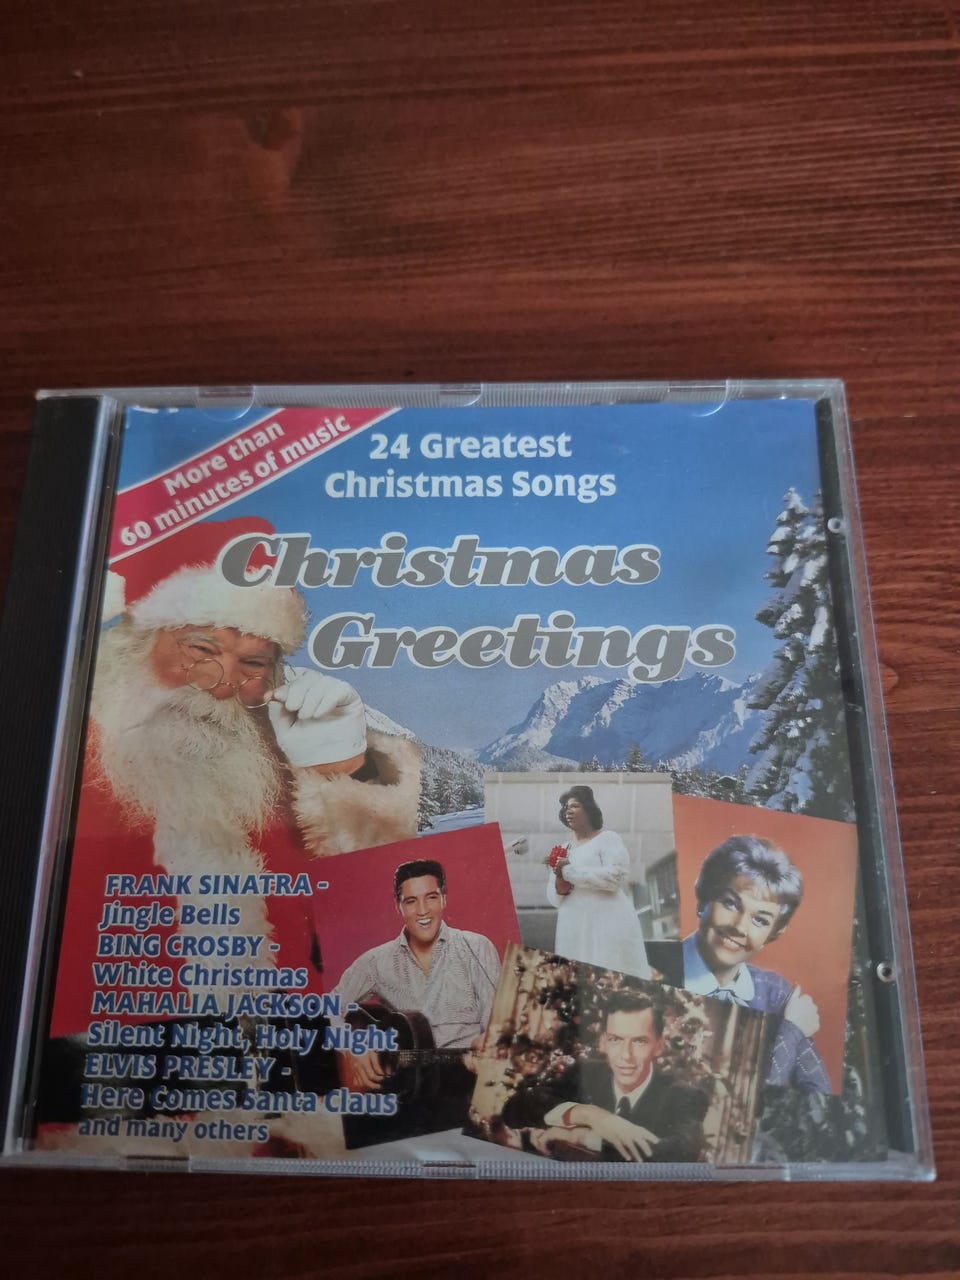 More than
60 minutes of music
24 Greatest
Christmas Songs
Christmas
Greetings
FRANK SINATRA -
Jingle Bells
BING CROSBY -
White Christmas
MAHALIA JACKSON -
Silent Night, Holy Night
ELVIS PRESLEY -
Here Comes Santa Claus
and many others